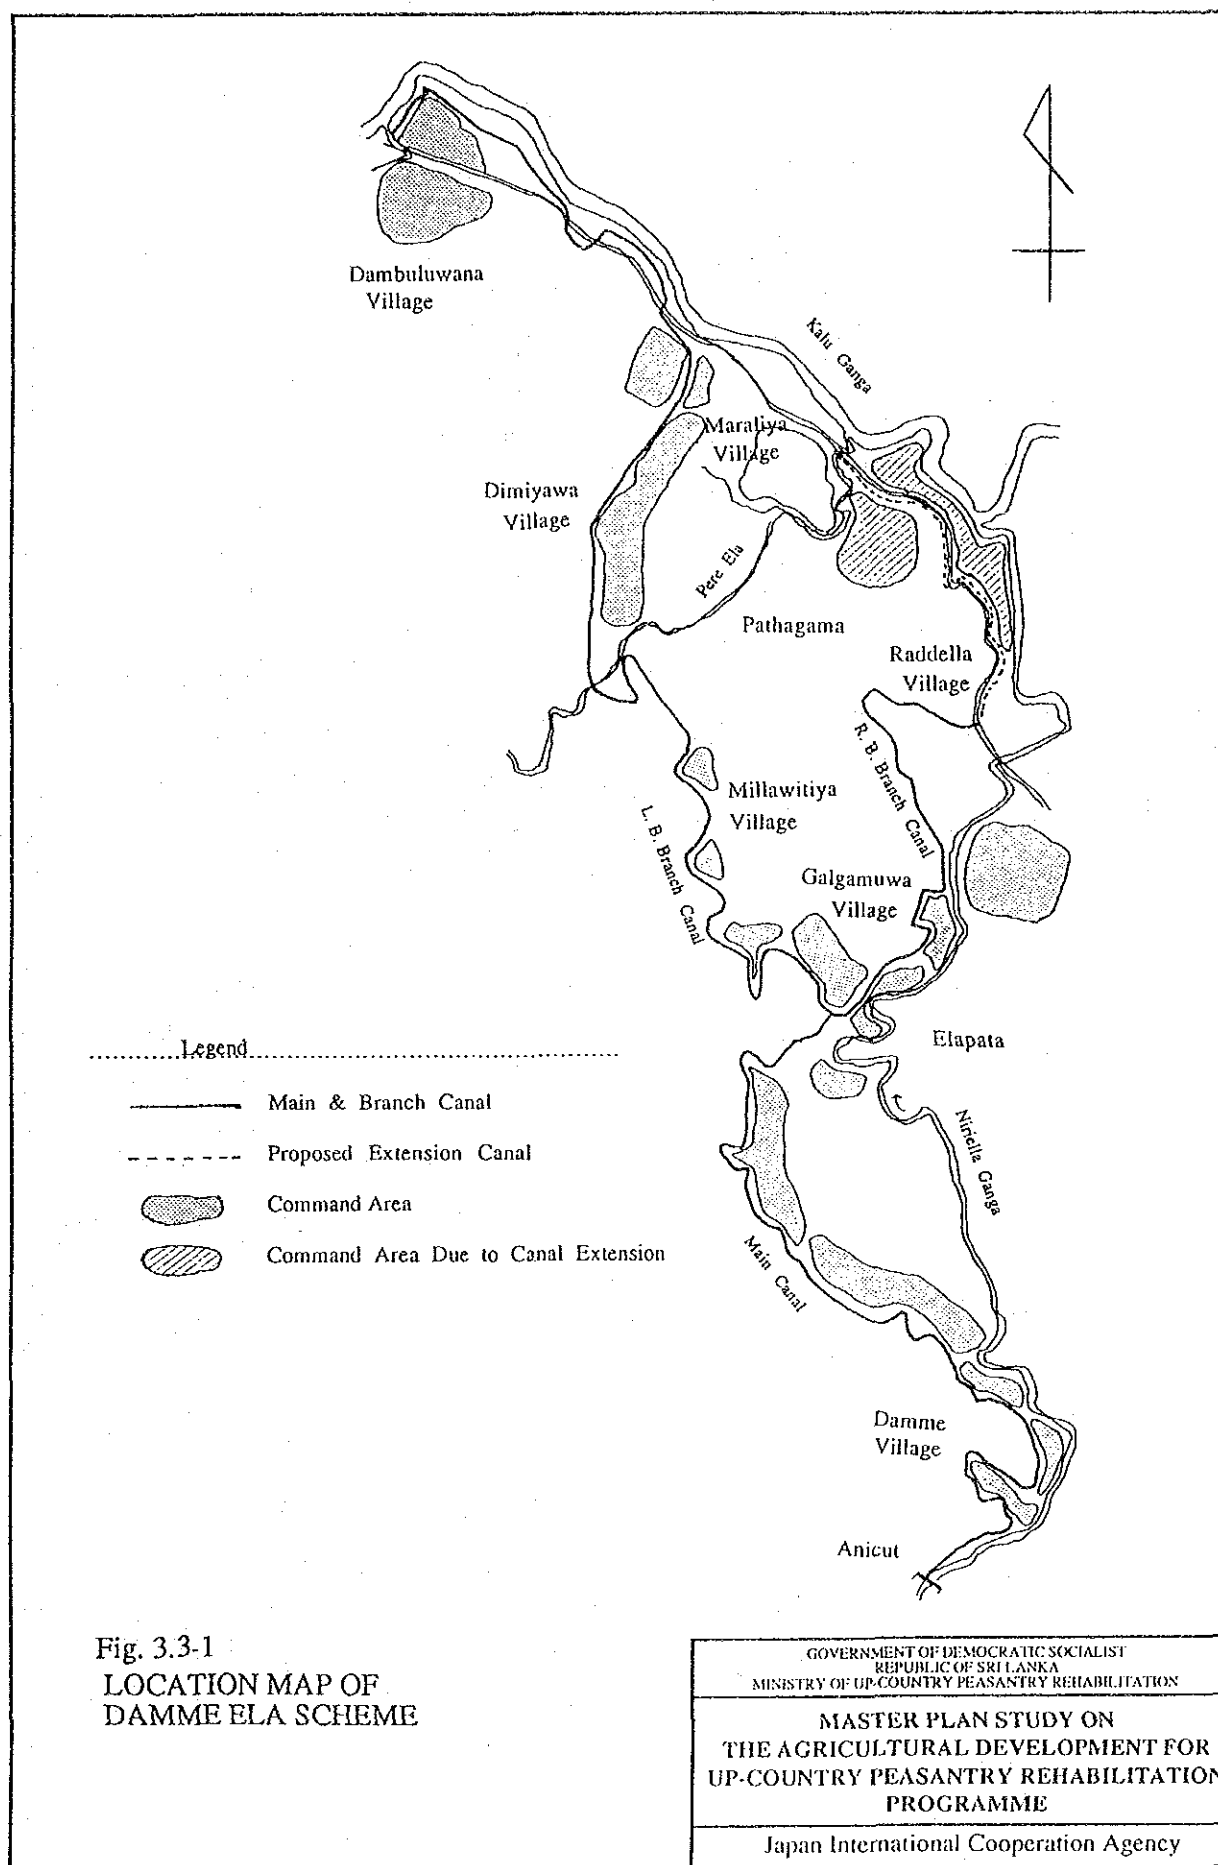 Dambuluwana
Village
Kalu Ganga
Maraliya
Village
Dimiyawa
Village
Pere Ela
Pathagama
Raddella
Village
R. B. Branch Canal
Millawitiya
Village
L. B. Branch Canal
Galgamuwa
Village
Elapata
Legend
Main & Branch Canal
Proposed Extension Canal
Command Area
Command Area Due to Canal Extension
Niriella Ganga
Main Canal
Damme
Village
Anicut
Fig. 3.3-1
LOCATION MAP OF
DAMME ELA SCHEME
GOVERNMENT OF DEMOCRATIC SOCIALIST
REPUBLIC OF SRI LANKA
MINISTRY OF UP-COUNTRY PEASANTRY REHABILITATION
MASTER PLAN STUDY ON
THE AGRICULTURAL DEVELOPMENT FOR
UP-COUNTRY PEASANTRY REHABILITATION
PROGRAMME
Japan International Cooperation Agency